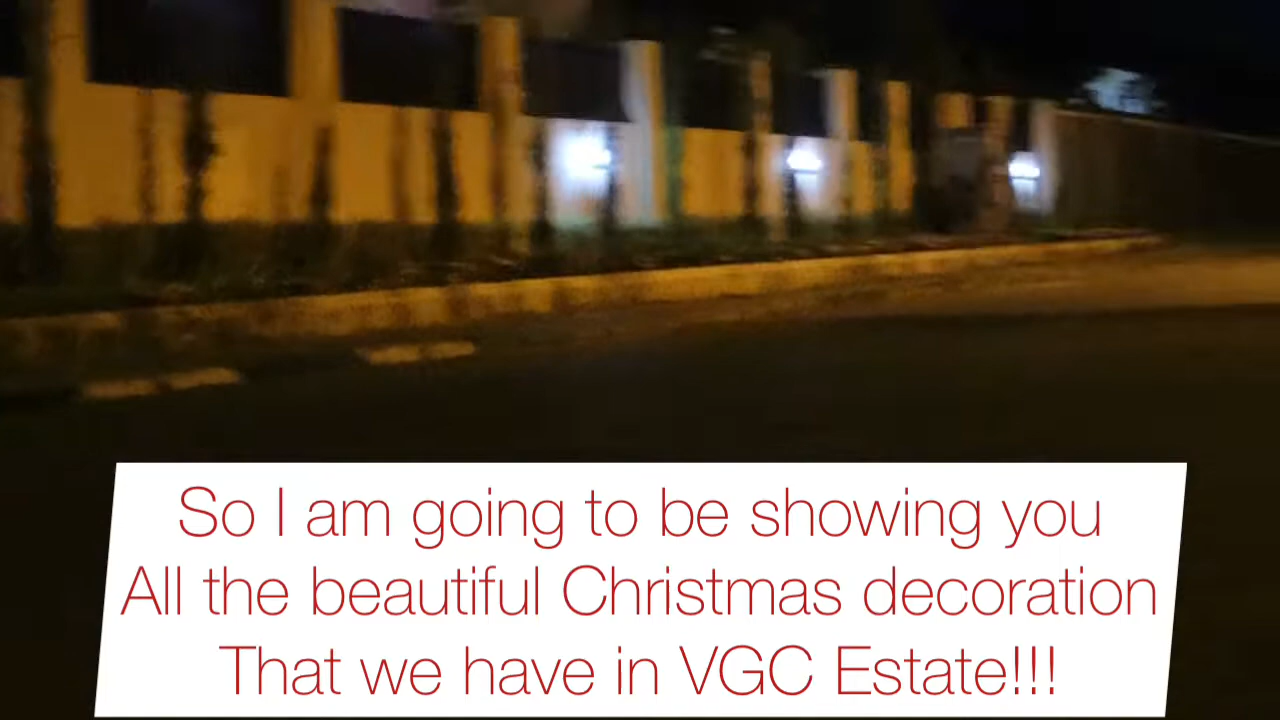 So I am going to be showing you
All the beautiful Christmas decoration
That we have in VGC Estate!!!